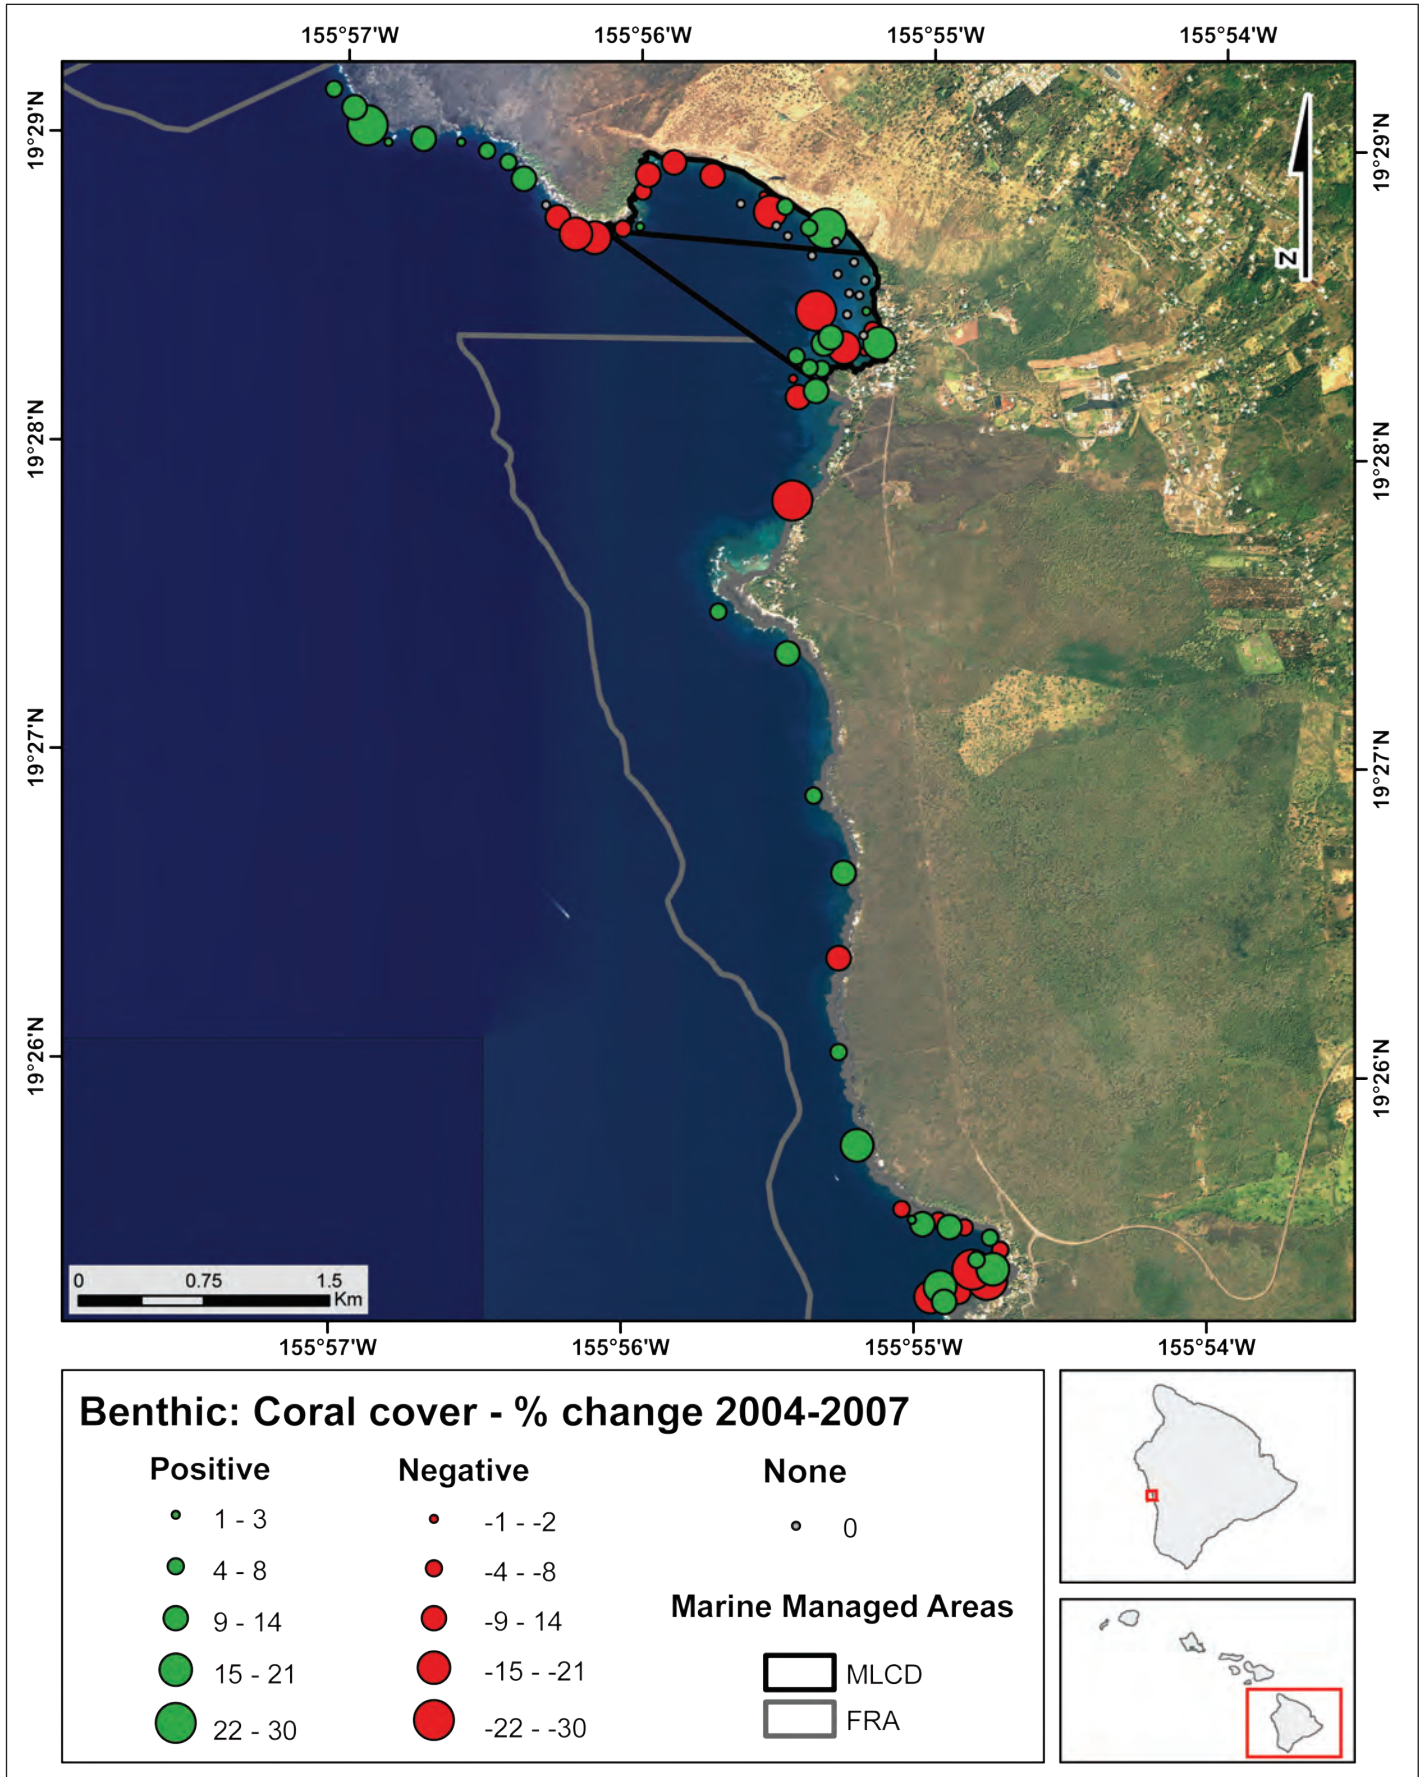 155°57'W 155°56'W 155°55'W 155°54'W
19°29'N 19°29'N
N
19°28'N 19°28'N
19°27'N 19°27'N
19°26'N 19°26'N
0 0.75 1.5
Km
155°57'W 155°56'W 155°55'W 155°54'W
Benthic: Coral cover - % change 2004-2007
Positive Negative None
1 - 3 -1 - -2 0
4 - 8 -4 - -8
9 - 14 -9 - 14
15 - 21 -15 - -21
22 - 30 -22 - -30
Marine Managed Areas
MLCD
FRA